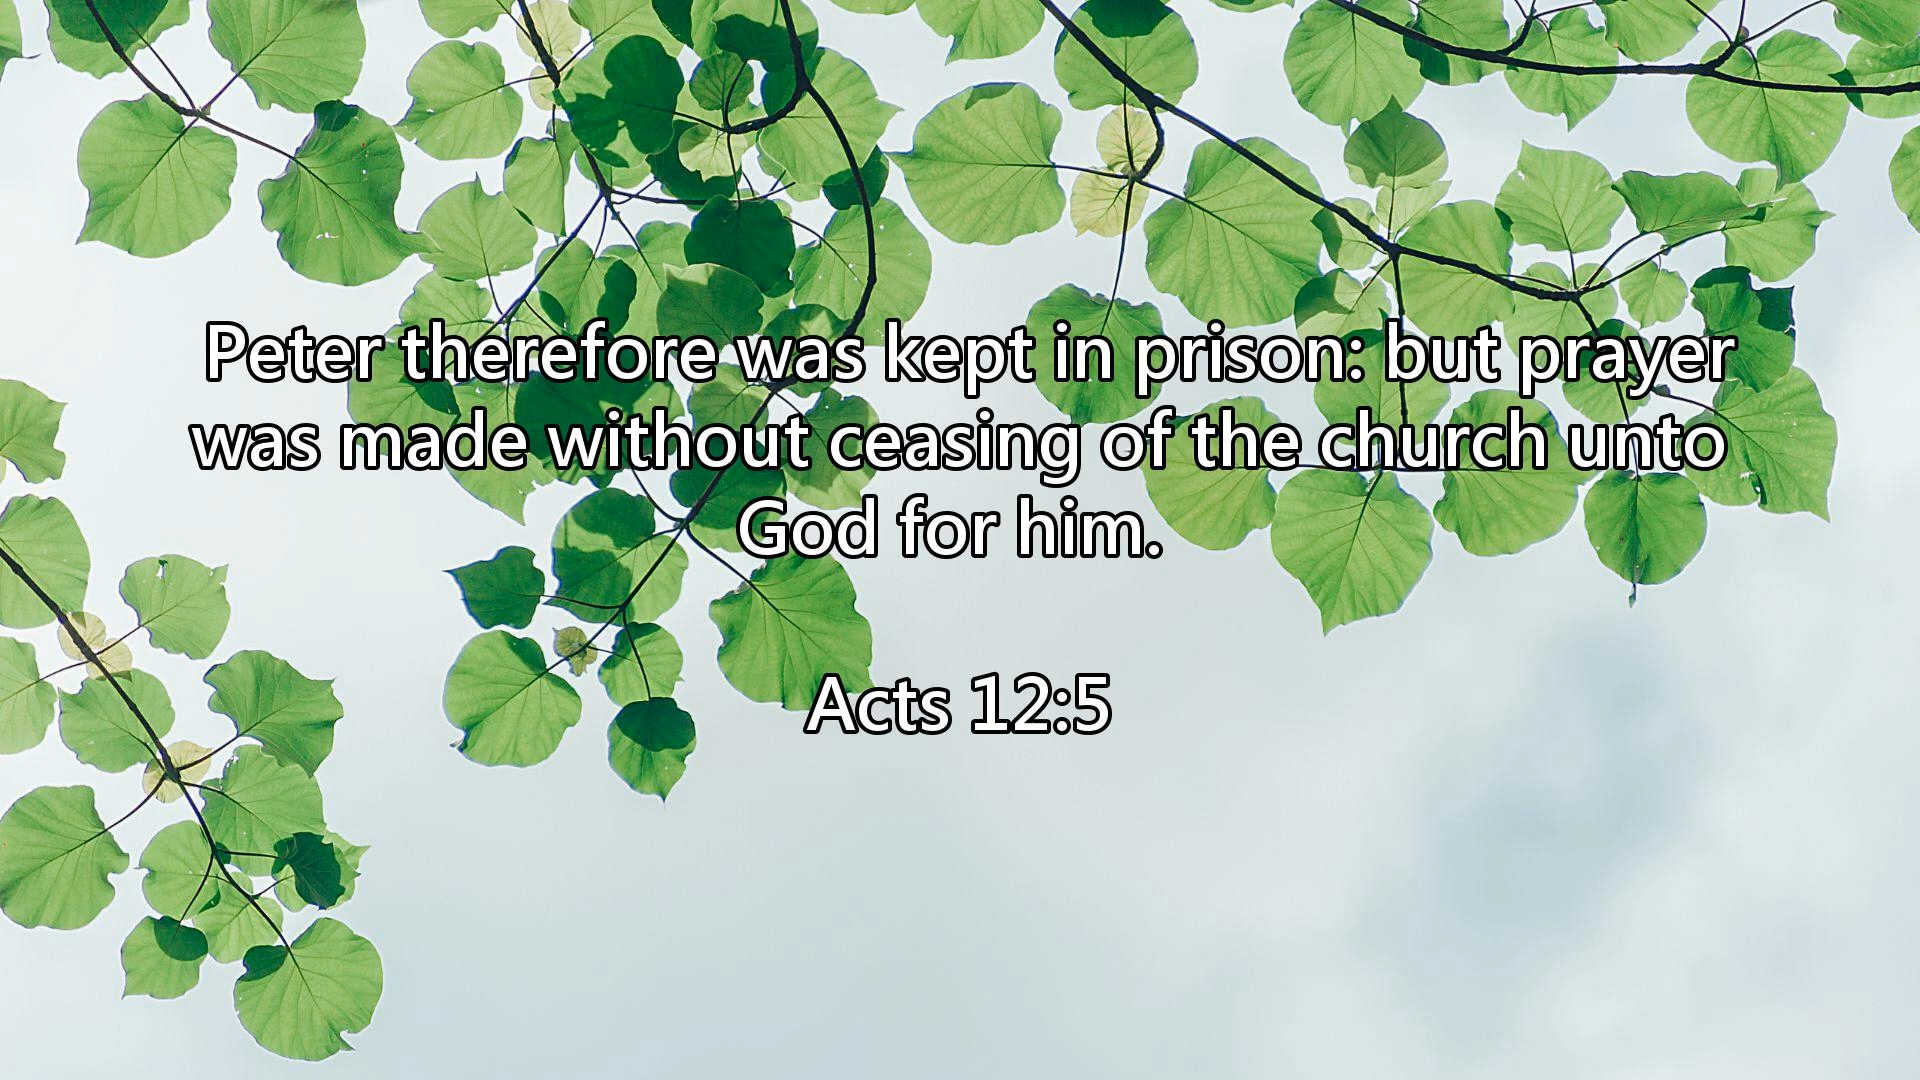 Peter therefore was kept in prison: but prayer
was made without ceasing of the church unto
God for him.
Acts 12:5